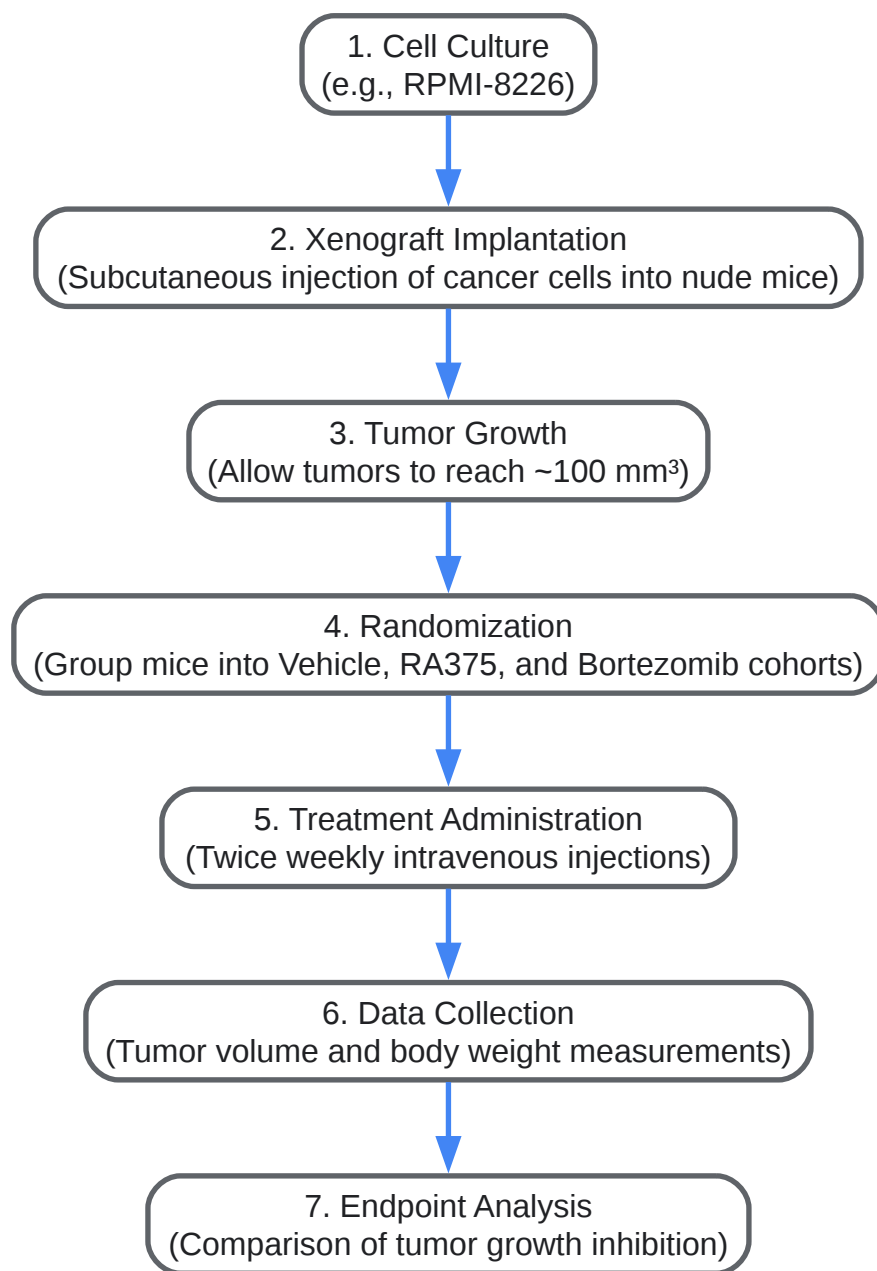 1. Cell Culture
(e.g., RPMI-8226)
2. Xenograft Implantation
(Subcutaneous injection of cancer cells into nude mice)
3. Tumor Growth
(Allow tumors to reach ~100 mm³)
4. Randomization
(Group mice into Vehicle, RA375, and Bortezomib cohorts)
5. Treatment Administration
(Twice weekly intravenous injections)
6. Data Collection
(Tumor volume and body weight measurements)
7. Endpoint Analysis
(Comparison of tumor growth inhibition)